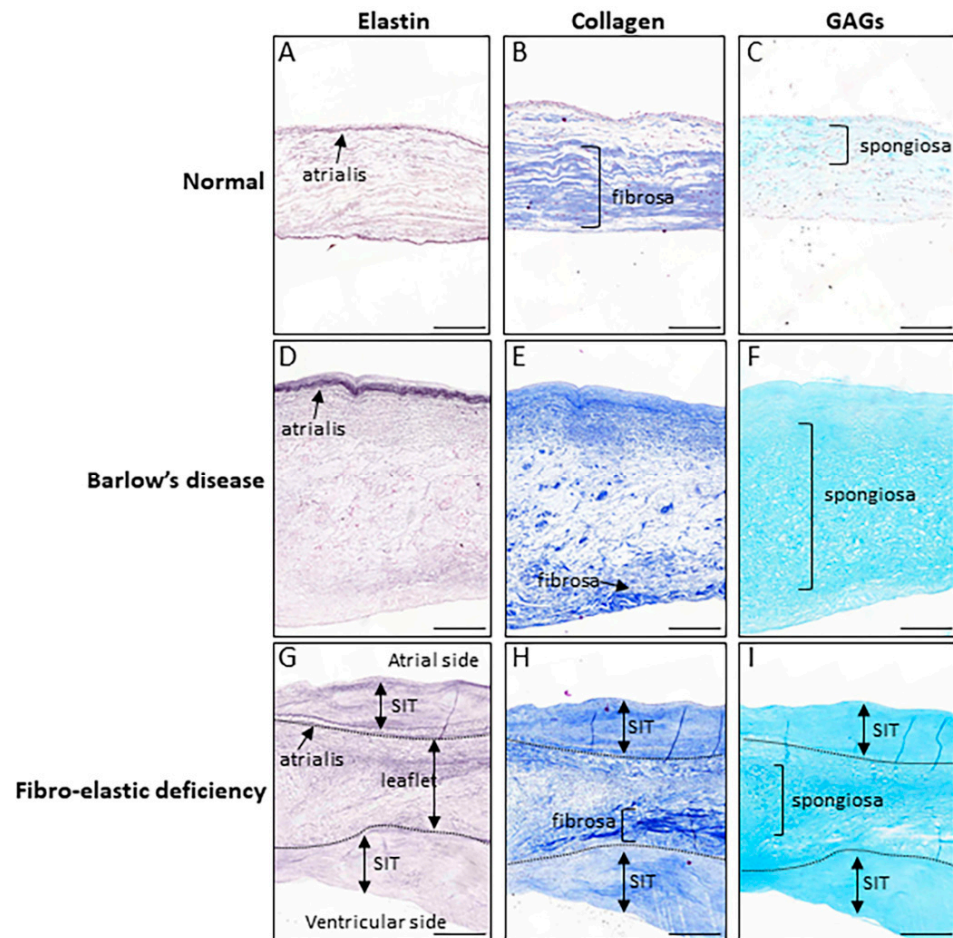 Elastin Collagen GAGs
A B C
Normal
atrialis
fibrosa
spongiosa
D E F
Barlow's disease
atrialis
fibrosa
spongiosa
G H I
Fibro-elastic deficiency
Atrial side
SIT
atrialis
leaflet
SIT
Ventricular side
SIT
fibrosa
SIT
SIT
spongiosa
SIT